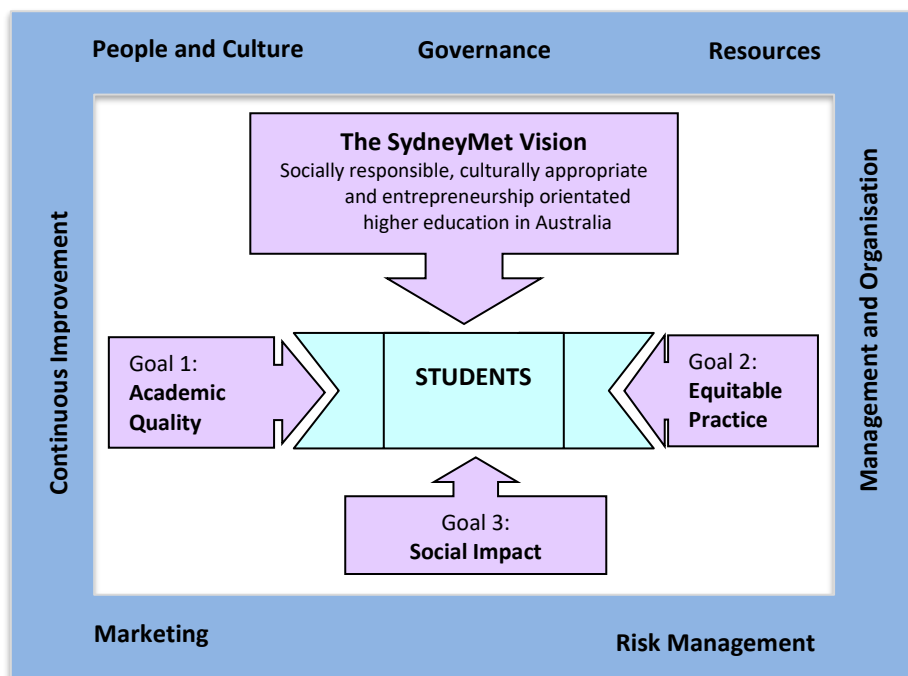 People and Culture
Governance
Resources
The SydneyMet Vision
Socially responsible, culturally appropriate
and entrepreneurship orientated
higher education in Australia
Continuous Improvement
Management and Organisation
Goal 1:
Academic
Quality
STUDENTS
Goal 2:
Equitable
Practice
Goal 3:
Social Impact
Marketing
Risk Management